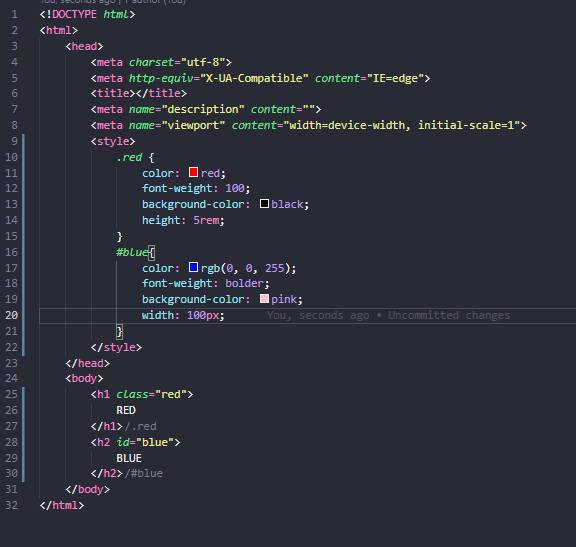 You, seconds ago | 1 author (You)
1 <!DOCTYPE html>
2 <html>
3 <head>
4 <meta charset="utf-8">
5 <meta http-equiv="X-UA-Compatible" content="IE=edge">
6 <title></title>
7 <meta name="description" content="">
8 <meta name="viewport" content="width=device-width, initial-scale=1">
9 <style>
10 .red {
11 color: red;
12 font-weight: 100;
13 background-color: black;
14 height: 5rem;
15 }
16 #blue{
17 color: rgb(0, 0, 255);
18 font-weight: bolder;
19 background-color: pink;
20 width: 100px; You, seconds ago • Uncommitted changes
21 }
22 </style>
23 </head>
24 <body>
25 <h1 class="red">
26 RED
27 </h1>/.red
28 <h2 id="blue">
29 BLUE
30 </h2>/#blue
31 </body>
32 </html>